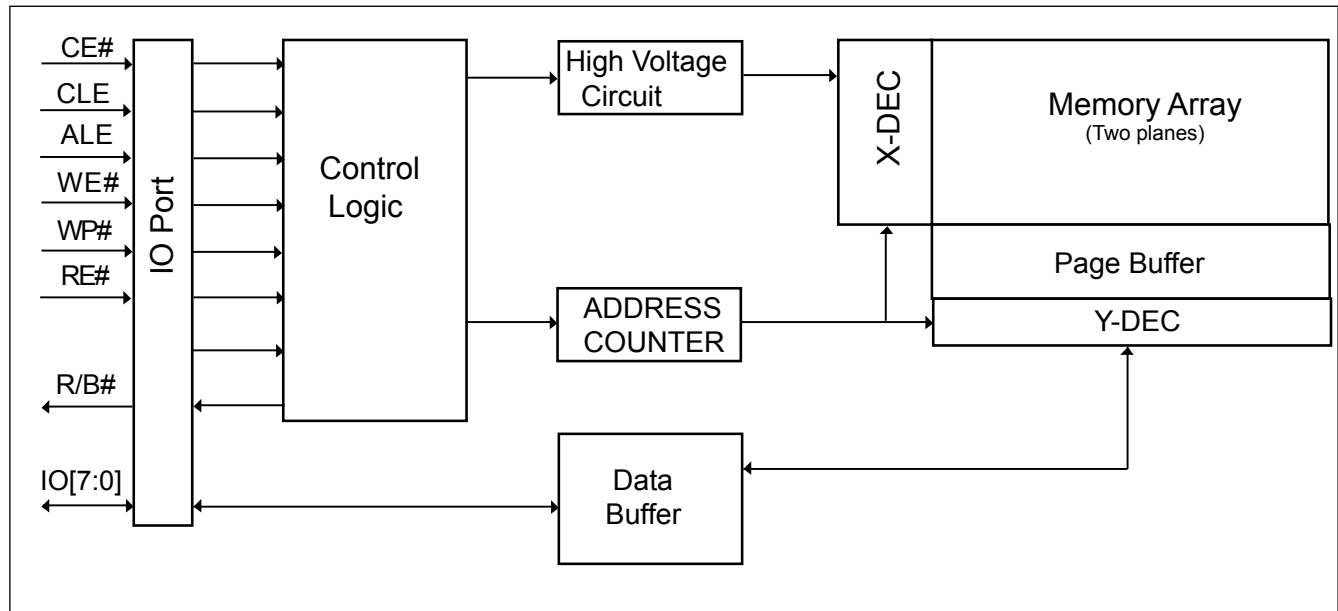 CE#
CLE
ALE
WE#
WP#
RE#
R/B#
IO[7:0]
IO Port
Control
Logic
High Voltage
Circuit
ADDRESS
COUNTER
Data
Buffer
X-DEC
Memory Array
(Two planes)
Page Buffer
Y-DEC